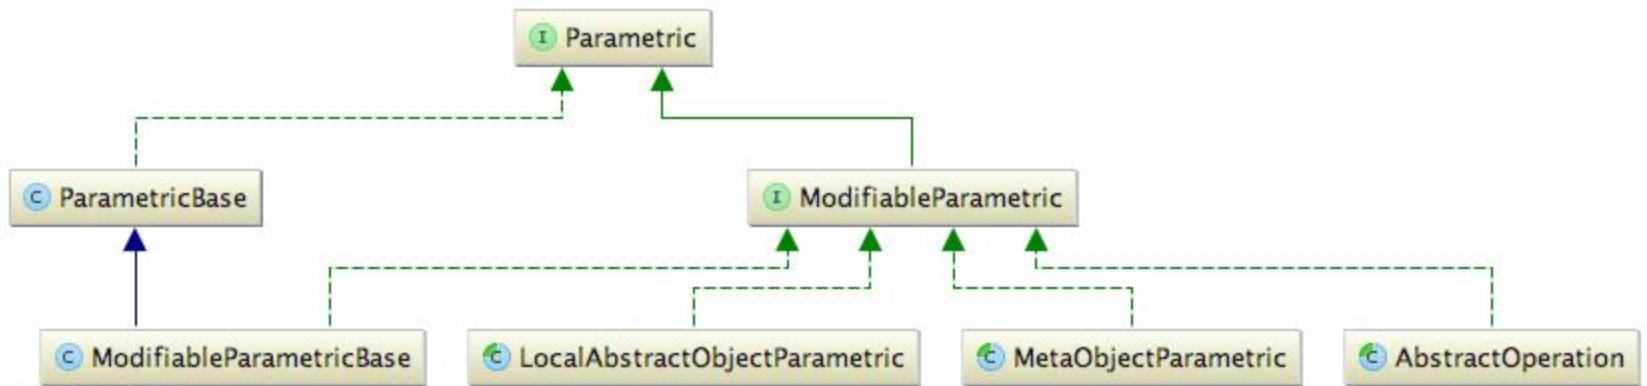 I Parametric
C ParametricBase
I ModifiableParametric
C ModifiableParametricBase
C LocalAbstractObjectParametric
C MetaObjectParametric
C AbstractOperation